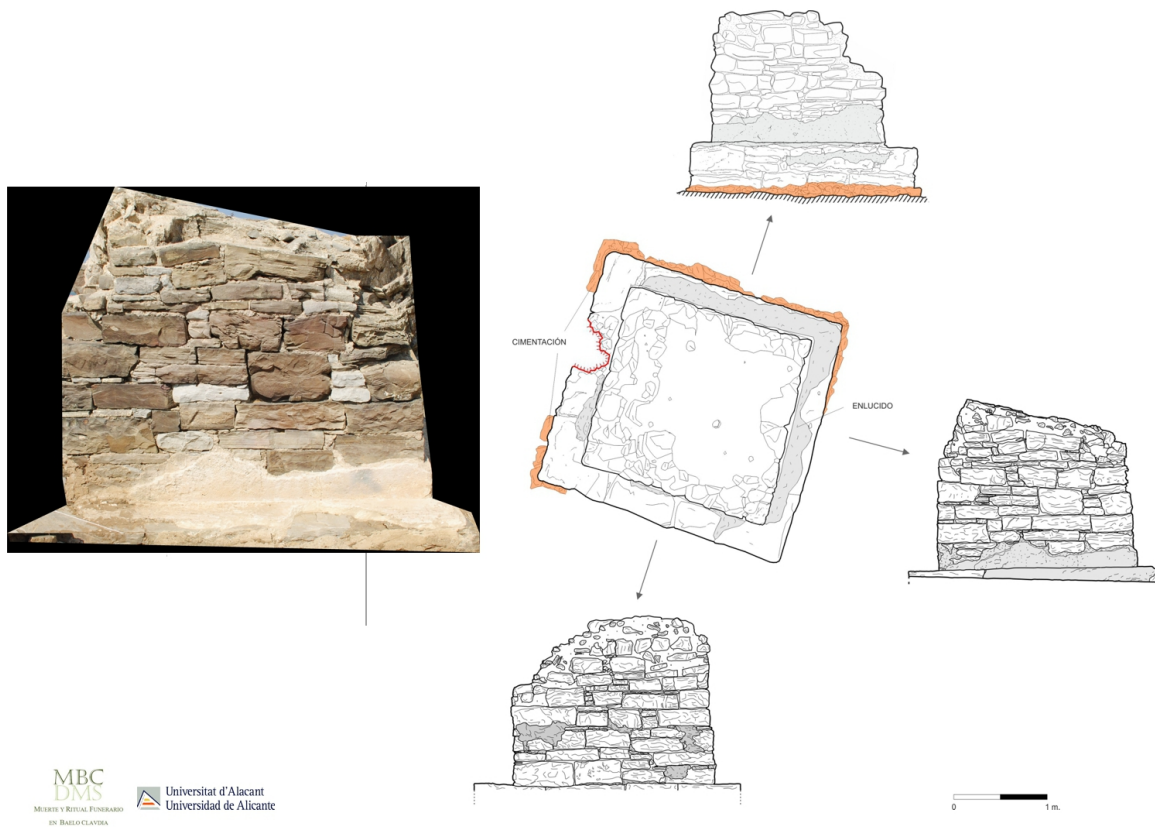 CIMENTACIÓN
ENLUCIDO
MBC
DMS
MUERTE Y RITUAL FUNERARIO
EN BAELO CLAUDIA
Universitat d'Alacant
Universidad de Alicante
0 1 m.